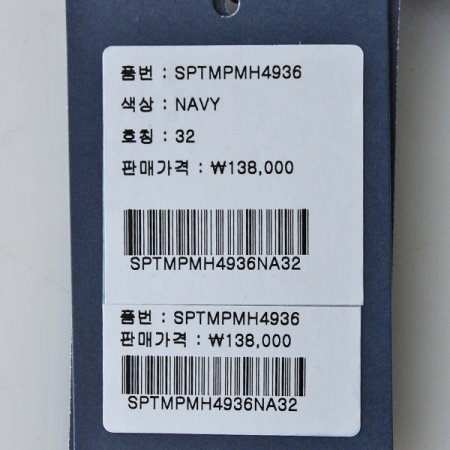 품번 : SPTMPMH4936
색상 : NAVY
호칭 : 32
판매가격 : ₩138,000
SPTMPMH4936NA32
품번 : SPTMPMH4936
판매가격 : ₩138,000
SPTMPMH4936NA32